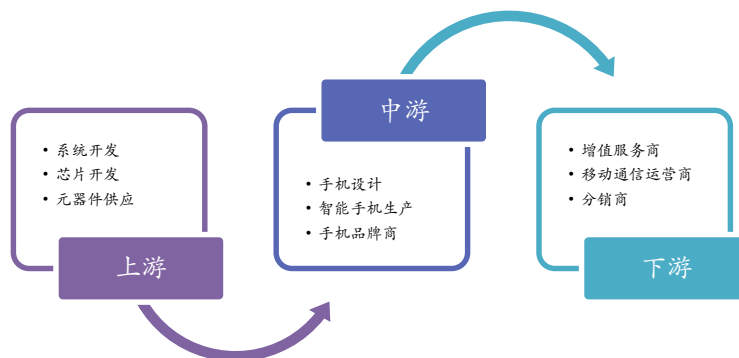 系统开发
芯片开发
元器件供应
上游
中游
手机设计
智能手机生产
手机品牌商
增值服务商
移动通信运营商
分销商
下游